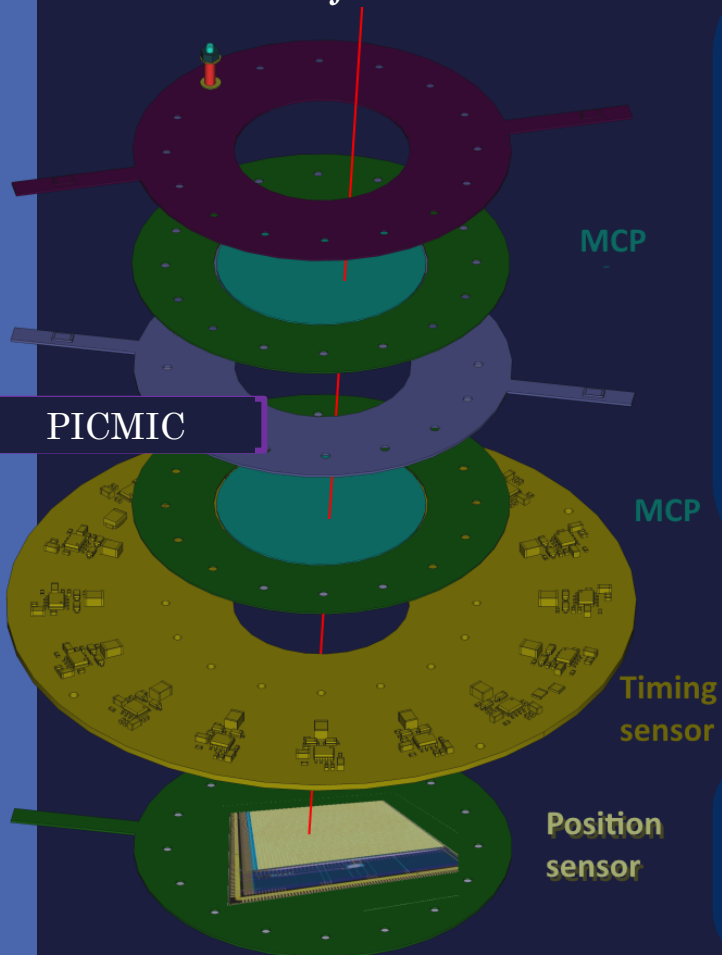 MCP
PICMIC
MCP
Timing
sensor
Position
sensor